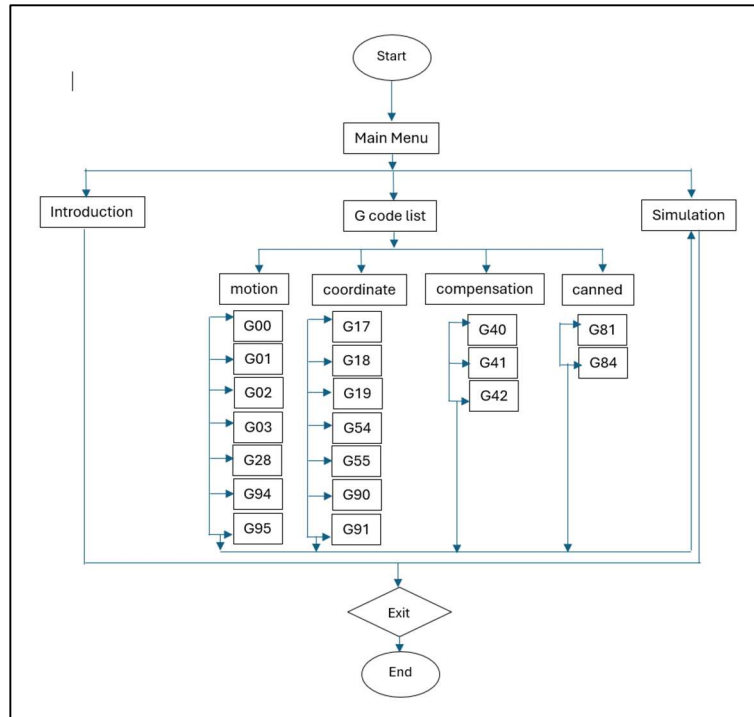 Start
Main Menu
Introduction
G code list
Simulation
motion
coordinate
compensation
canned
G00
G01
G02
G03
G28
G94
G95
G17
G18
G19
G54
G55
G90
G91
G40
G41
G42
G81
G84
Exit
End